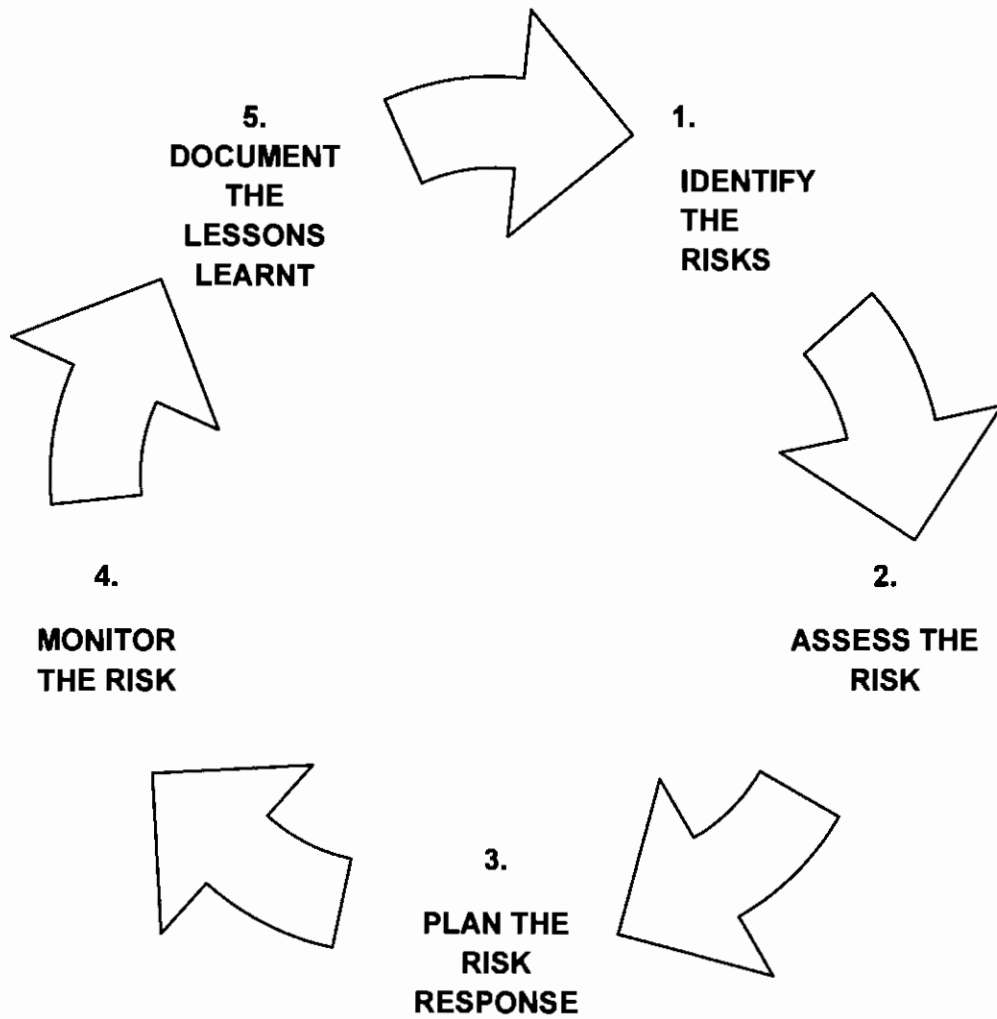 1.
IDENTIFY
THE
RISKS
2.
ASSESS THE
RISK
3.
PLAN THE
RISK
RESPONSE
4.
MONITOR
THE RISK
5.
DOCUMENT
THE
LESSONS
LEARNT